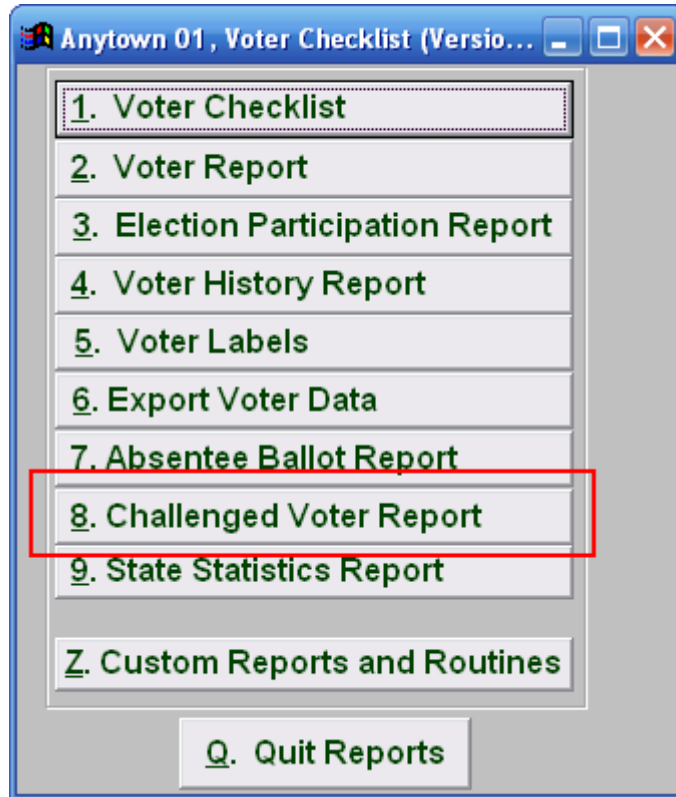 Anytown 01, Voter Checklist (Versio...
1. Voter Checklist
2. Voter Report
3. Election Participation Report
4. Voter History Report
5. Voter Labels
6. Export Voter Data
7. Absentee Ballot Report
8. Challenged Voter Report
9. State Statistics Report
Z. Custom Reports and Routines
Q. Quit Reports